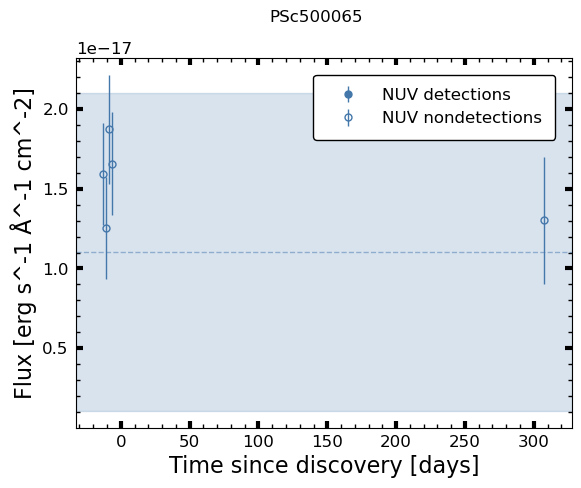 PSc500065
1e−17
NUV detections
NUV nondetections
2.0
1.5
1.0
0.5
Flux [erg s^-1 Å^-1 cm^-2]
0
50
100
150
200
250
300
Time since discovery [days]